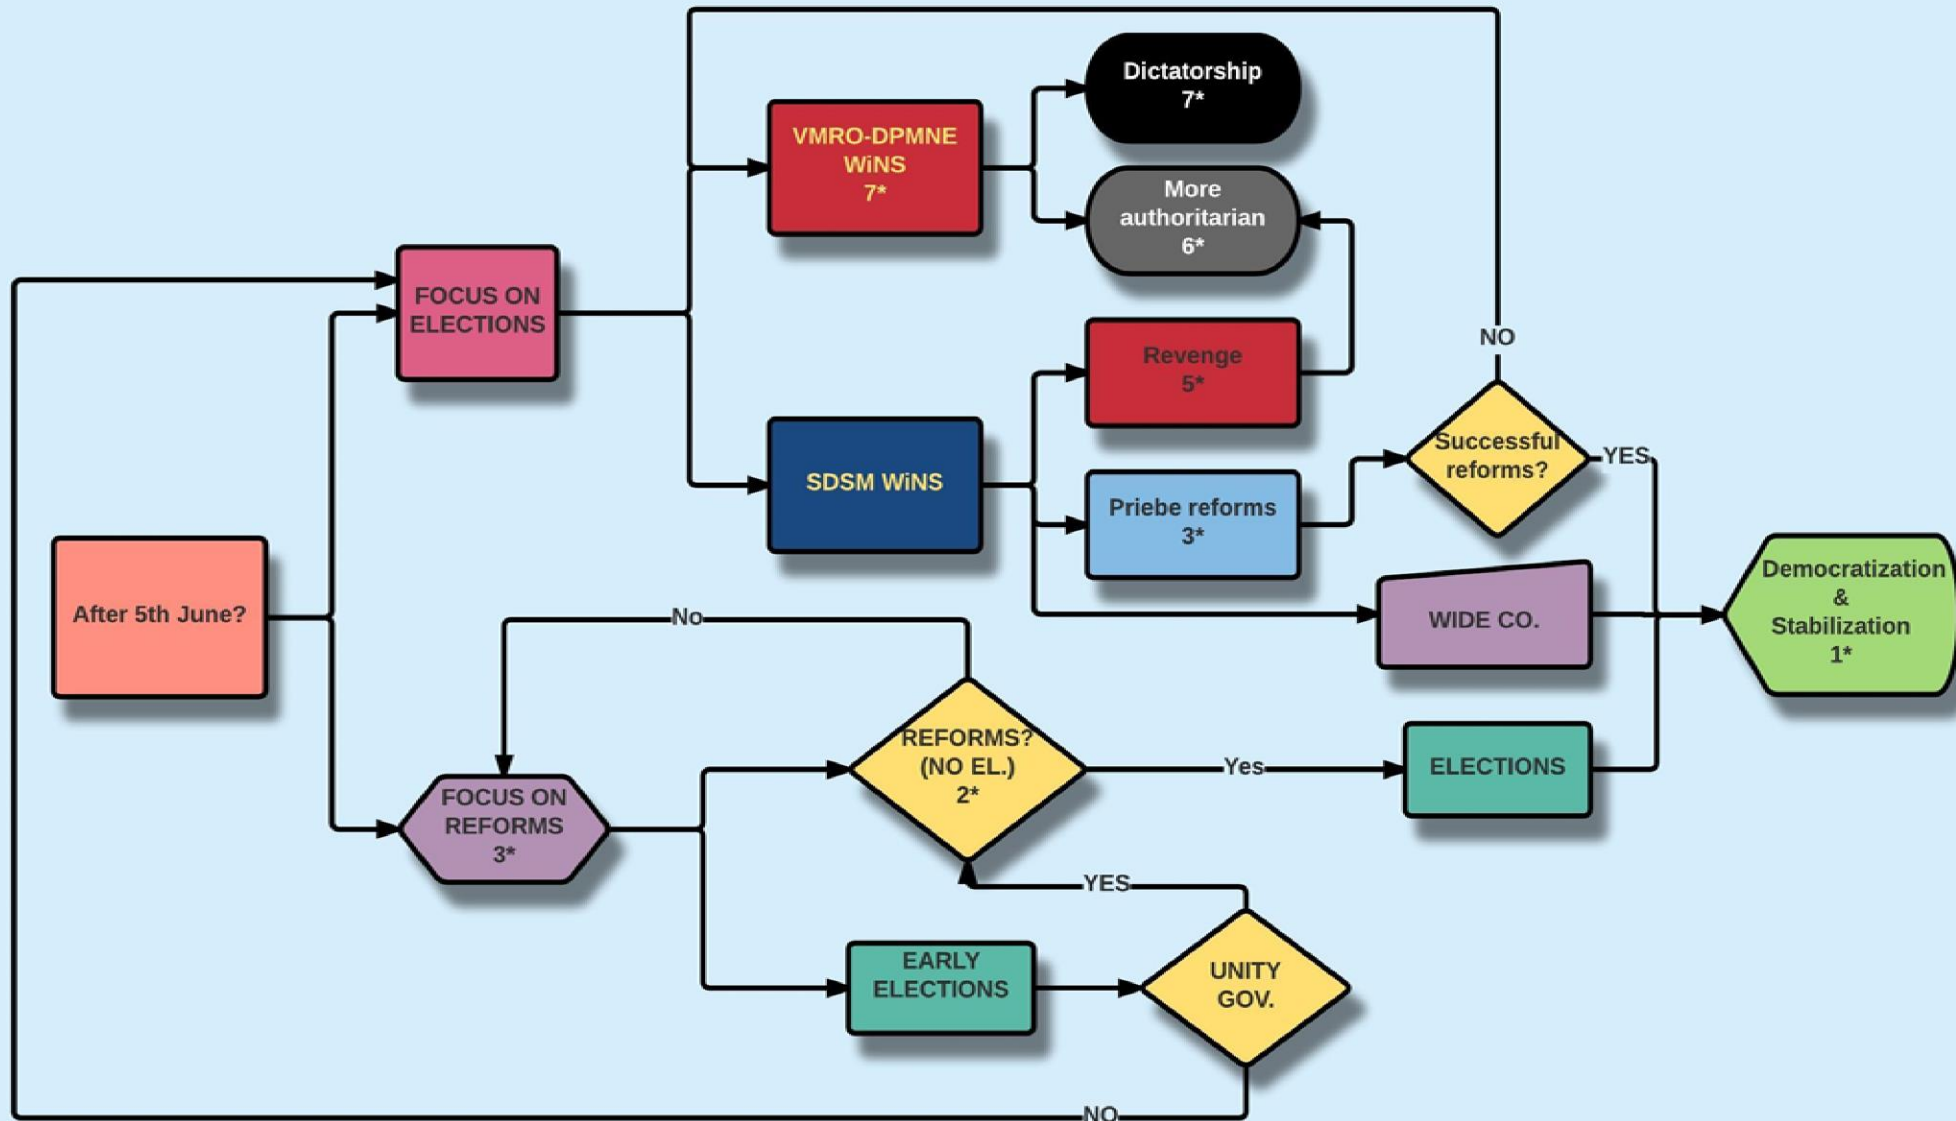 Dictatorship
7*
VMRO-DPMNE
WiNS
7*
More
authoritarian
6*
FOCUS ON
ELECTIONS
NO
Revenge
5*
Successful
reforms?
YES
SDSM WiNS
Priebe reforms
3*
After 5th June?
No
WIDE CO.
Democratization
&
Stabilization
1*
REFORMS?
(NO EL.)
2*
Yes
ELECTIONS
FOCUS ON
REFORMS
3*
YES
EARLY
ELECTIONS
UNITY
GOV.
NO